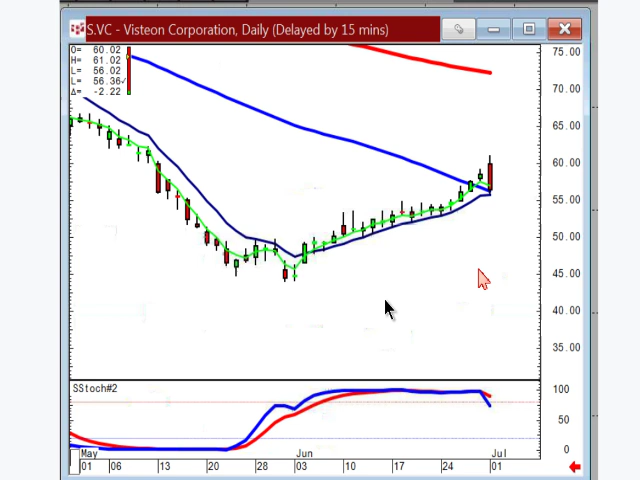 S.VC - Visteon Corporation, Daily (Delayed by 15 mins)
O= 60.02
H= 61.02
L= 56.02
L= 56.36
Δ= -2.22
75.00
70.00
65.00
60.00
55.00
50.00
45.00
40.00
35.00
SStoch#2
100
50
0
May Jun Jul
01 06 13 20 28 03 10 17 24 01